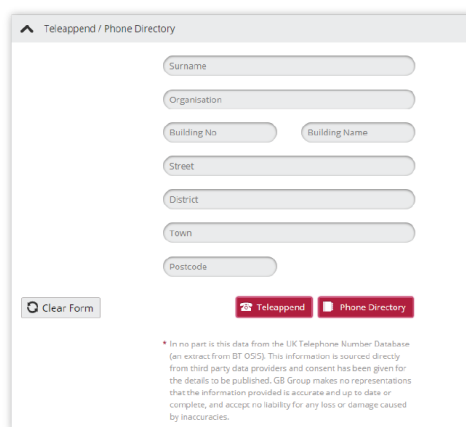 Teleappend / Phone Directory
Surname
Organisation
Building No Building Name
Street
District
Town
Postcode
Clear Form Teleappend Phone Directory
* In no part is this data from the UK Telephone Number Database
(an extract from BT OSIS). This information is sourced directly
from third party data providers and consent has been given for
the details to be published. GB Group makes no representations
that the information provided is accurate and up to date or
complete, and accept no liability for any loss or damage caused
by inaccuracies.